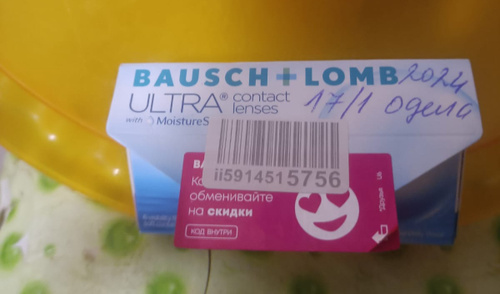 BAUSCH + LOMB
2024
ULTRA® contact lenses
17/1 одела
with MoistureS
ii5914515756
обменивайте
на скидки
КОД ВНУТРИ